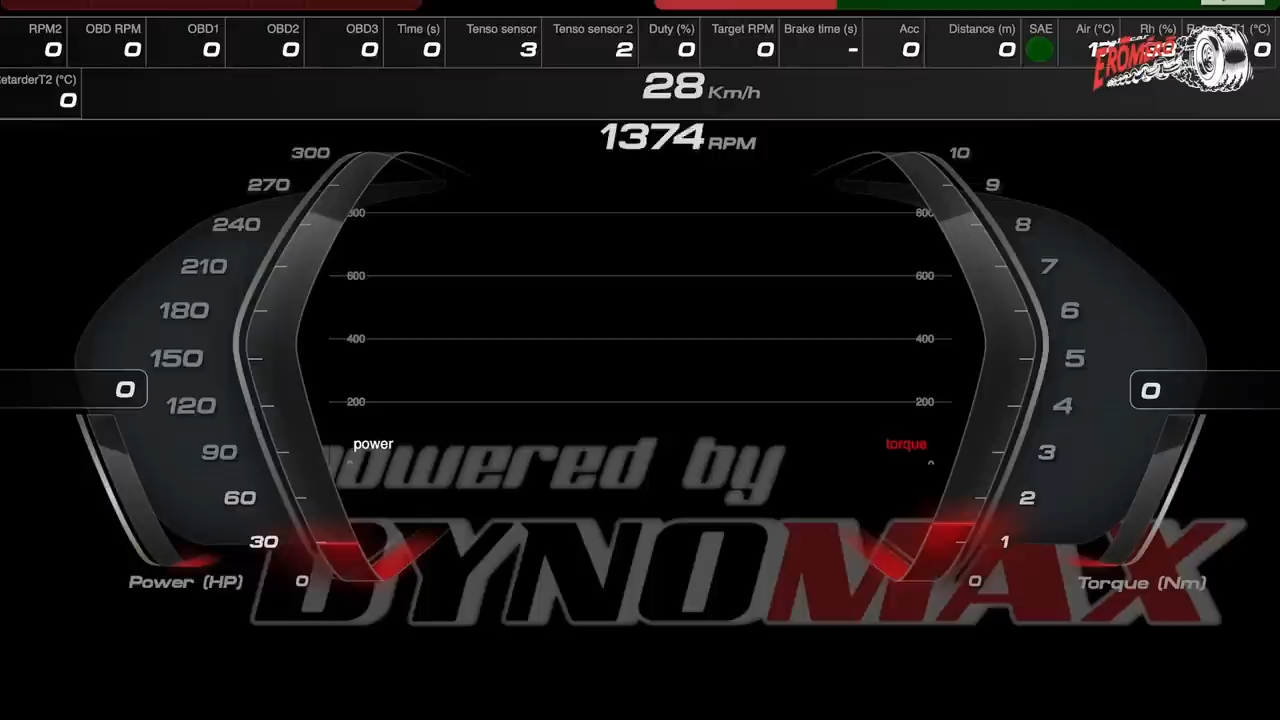 RPM2 OBD RPM OBD1 OBD2 OBD3 Time (s) Tenso sensor Tenso sensor 2 Duty (%) Target RPM Brake time (s) Acc Distance (m) SAE Air (°C) Rh (%) T1 (°C)
0 0 0 0 0 0 3 2 0 0 - 0 0 0
ERÖMÉRŐ
etarderT2 (°C)
0
28 Km/h
1374 RPM
300 10
270 9
240 800 800 8
210 600 600 7
180 6
150 400 400 5
0 0
120 200 200 4
power torque
90 3
powered by
60 2
30 1
Power (HP) 0 0 Torque (Nm)
DYNOMAX